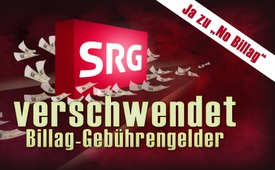 Ja zu „No Billag“
SRG
verschwendet
Billag-Gebührengelder